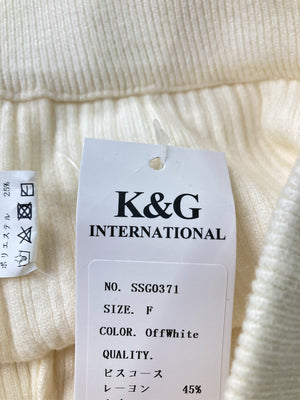 K&G
INTERNATIONAL
NO. SSG0371
SIZE. F
COLOR. OffWhite
QUALITY.
ビスコース
レーヨン 45%
ポリエステル 25%